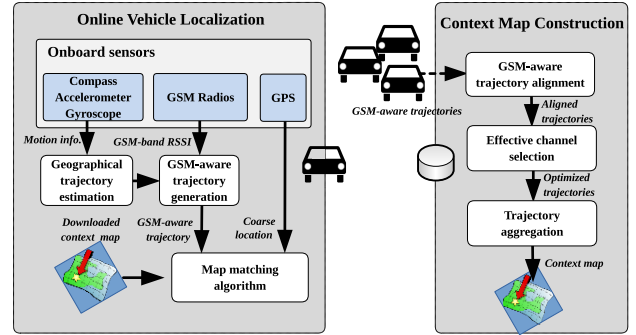 Online Vehicle Localization
Onboard sensors
Compass
Accelerometer
Gyroscope
GSM Radios
GPS
Motion info.
GSM-band RSSI
Geographical
trajectory
estimation
GSM-aware
trajectory
generation
Downloaded
context map
GSM-aware
trajectory
Coarse
location
Map matching
algorithm
GSM-aware trajectories
Context Map Construction
GSM-aware
trajectory alignment
Aligned
trajectories
Effective channel
selection
Optimized
trajectories
Trajectory
aggregation
Context map